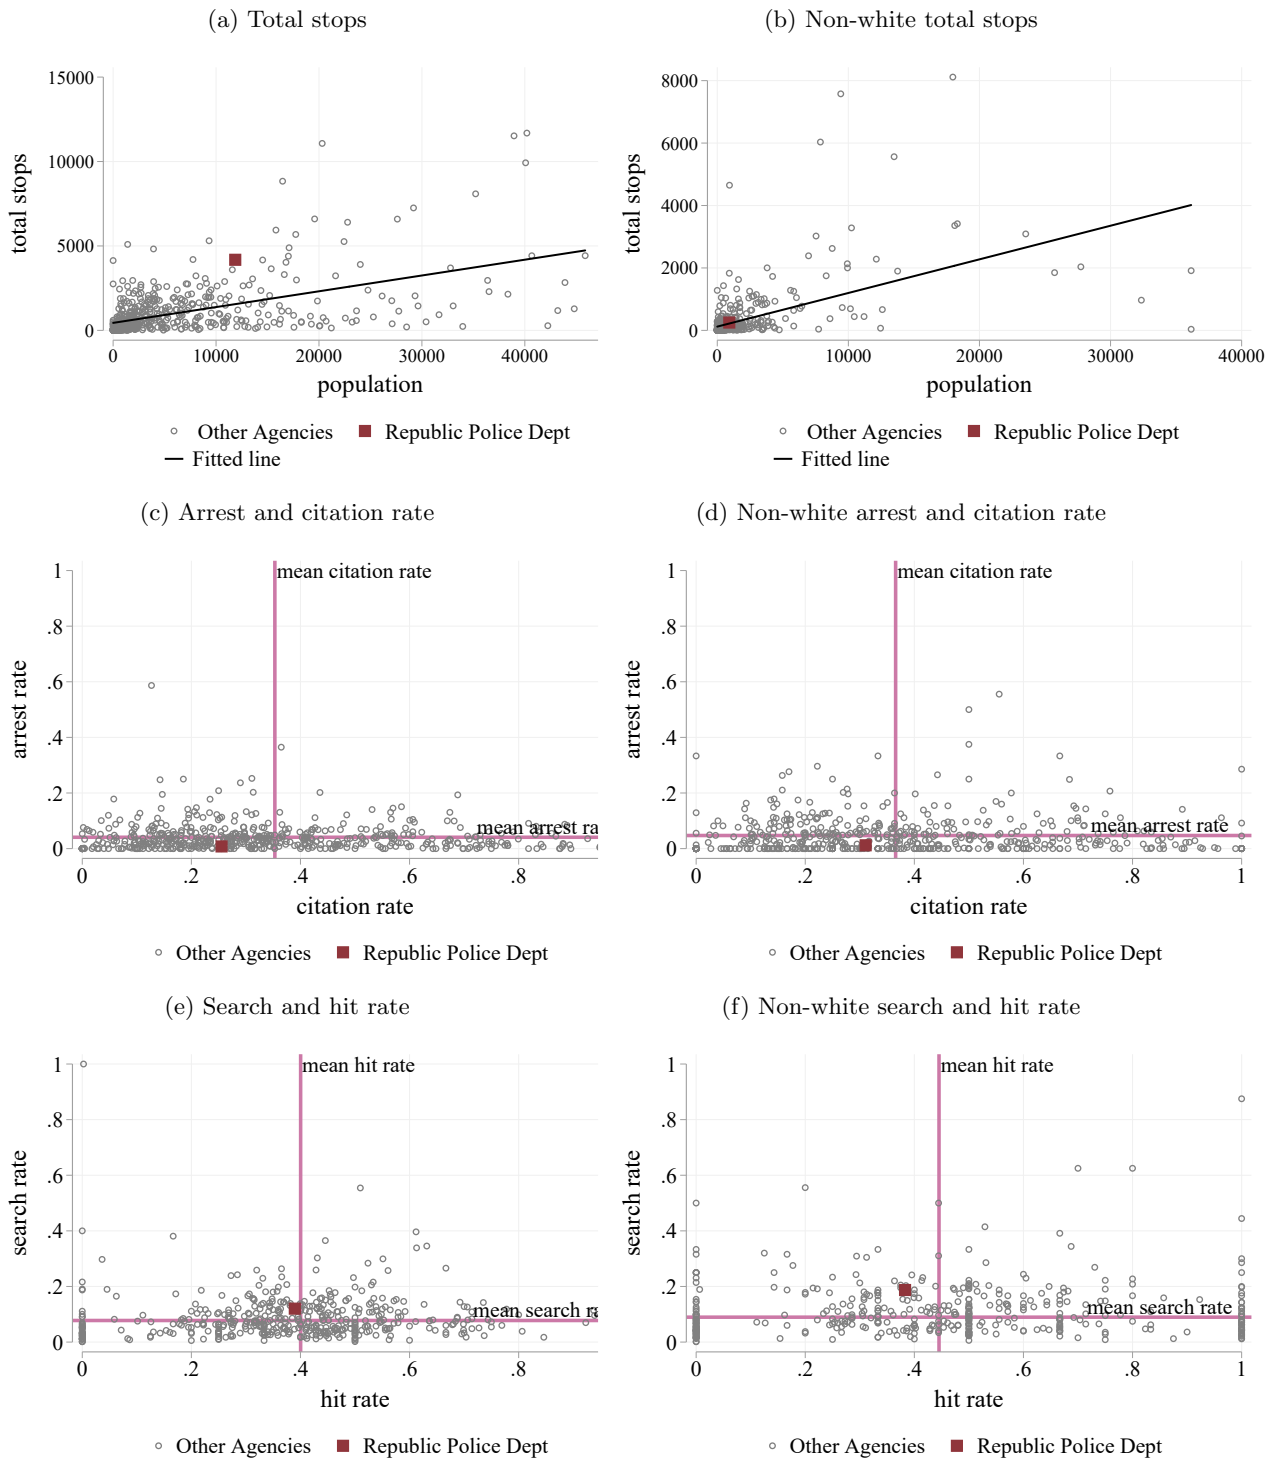 (a) Total stops
(b) Non-white total stops
15000
10000
5000
0
total stops
0 10000 20000 30000 40000
population
8000
6000
4000
2000
0
total stops
0 10000 20000 30000 40000
population
Other Agencies Republic Police Dept
Fitted line
Other Agencies Republic Police Dept
Fitted line
(c) Arrest and citation rate
(d) Non-white arrest and citation rate
mean citation rate
1
.8
.6
.4
.2
0
arrest rate
mean arrest ra
0 .2 .4 .6 .8
citation rate
mean citation rate
1
.8
.6
.4
.2
0
arrest rate
mean arrest rate
0 .2 .4 .6 .8 1
citation rate
Other Agencies Republic Police Dept
Other Agencies Republic Police Dept
(e) Search and hit rate
(f) Non-white search and hit rate
mean hit rate
1
.8
.6
.4
.2
0
search rate
mean search ra
0 .2 .4 .6 .8
hit rate
mean hit rate
1
.8
.6
.4
.2
0
search rate
mean search rate
0 .2 .4 .6 .8 1
hit rate
Other Agencies Republic Police Dept
Other Agencies Republic Police Dept